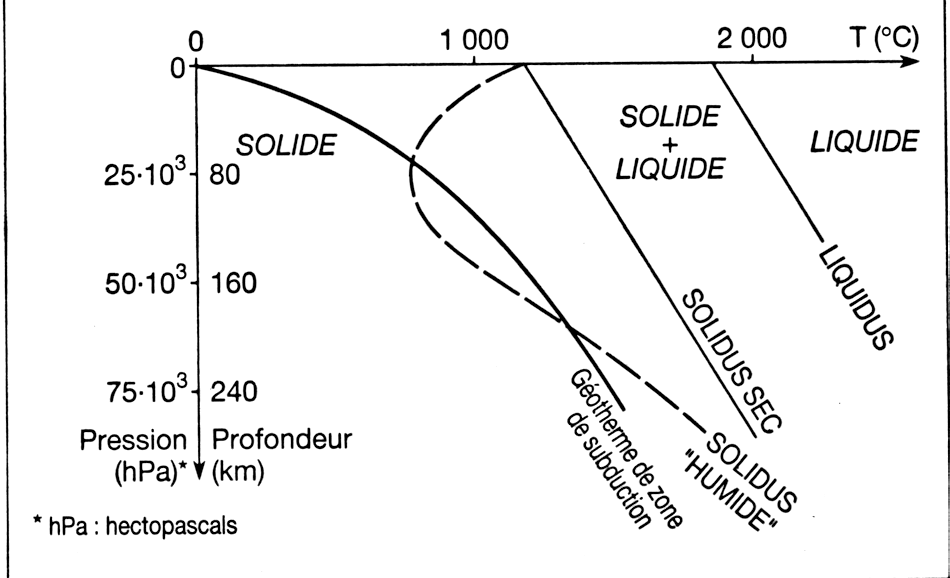 0
1 000
2 000
T (°C)
0
SOLIDE
SOLIDE
+
LIQUIDE
LIQUIDE
25·10³
80
50·10³
160
LIQUIDUS
SOLIDUS SEC
75·10³
240
Géotherme de zone
de subduction
Pression
(hPa)*
Profondeur
(km)
SOLIDUS
"HUMIDE"
* hPa : hectopascals